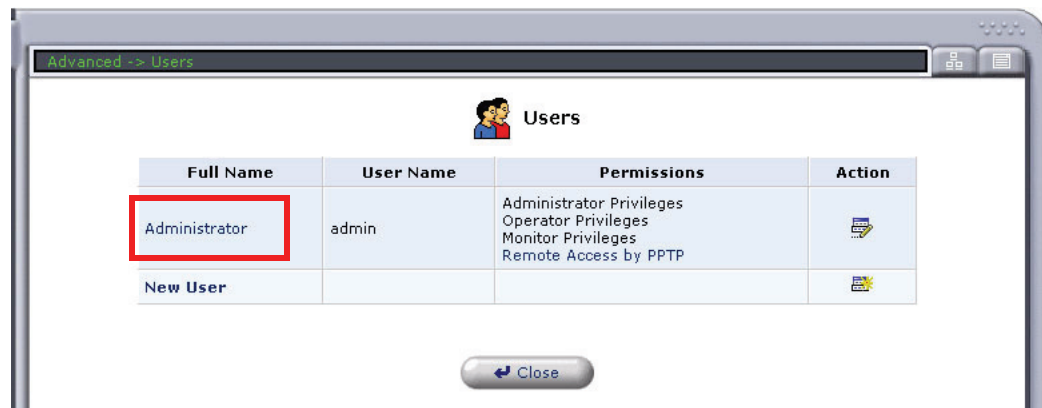 Advanced -> Users
Users
Full Name User Name Permissions Action
Administrator admin Administrator Privileges
Operator Privileges
Monitor Privileges
Remote Access by PPTP
New User
Close